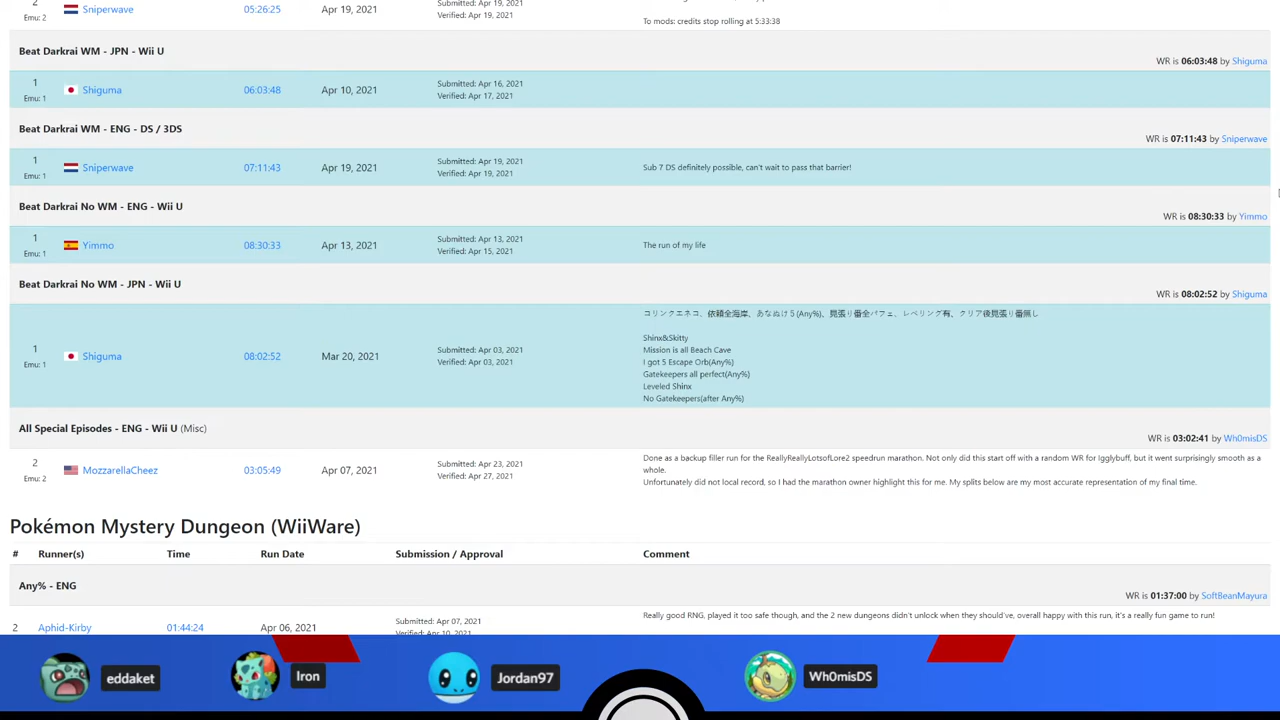 2
Emu: 2
Sniperwave
05:26:25
Apr 19, 2021
Verified: Apr 19, 2021
To mods: credits stop rolling at 5:33:38
Beat Darkrai WM - JPN - Wii U
WR is 06:03:48 by Shiguma
1
Emu: 1
Shiguma
06:03:48
Apr 10, 2021
Submitted: Apr 16, 2021
Verified: Apr 17, 2021
Beat Darkrai WM - ENG - DS / 3DS
WR is 07:11:43 by Sniperwave
1
Emu: 1
Sniperwave
07:11:43
Apr 19, 2021
Submitted: Apr 19, 2021
Verified: Apr 19, 2021
Sub 7 DS definitely possible, can't wait to pass that barrier!
Beat Darkrai No WM - ENG - Wii U
WR is 08:30:33 by Yimmo
1
Emu: 1
Yimmo
08:30:33
Apr 13, 2021
Submitted: Apr 13, 2021
Verified: Apr 15, 2021
The run of my life
Beat Darkrai No WM - JPN - Wii U
WR is 08:02:52 by Shiguma
1
Emu: 1
Shiguma
08:02:52
Mar 20, 2021
Submitted: Apr 03, 2021
Verified: Apr 03, 2021
コリンクエネコ、依頼全海岸、あなぬけ５(Any%)、見張り番全パフェ、レベリング有、クリア後見張り番無し
Shinx&Skitty
Mission is all Beach Cave
I got 5 Escape Orb(Any%)
Gatekeepers all perfect(Any%)
Leveled Shinx
No Gatekeepers(after Any%)
All Special Episodes - ENG - Wii U (Misc)
WR is 03:02:41 by Wh0misDS
2
Emu: 2
MozzarellaCheez
03:05:49
Apr 07, 2021
Submitted: Apr 23, 2021
Verified: Apr 27, 2021
Done as a backup filler run for the ReallyReallyLotsofLore2 speedrun marathon. Not only did this start off with a random WR for Igglybuff, but it went surprisingly smooth as a
whole.
Unfortunately did not local record, so I had the marathon owner highlight this for me. My splits below are my most accurate representation of my final time.
Pokémon Mystery Dungeon (WiiWare)
# Runner(s) Time Run Date Submission / Approval Comment
Any% - ENG
WR is 01:37:00 by SoftBeanMayura
2
Aphid-Kirby
01:44:24
Apr 06, 2021
Submitted: Apr 07, 2021
Verified: Apr 10, 2021
Really good RNG, played it too safe though, and the 2 new dungeons didn't unlock when they should've, overall happy with this run, it's a really fun game to run!
eddaket
Iron
Jordan97
Wh0misDS